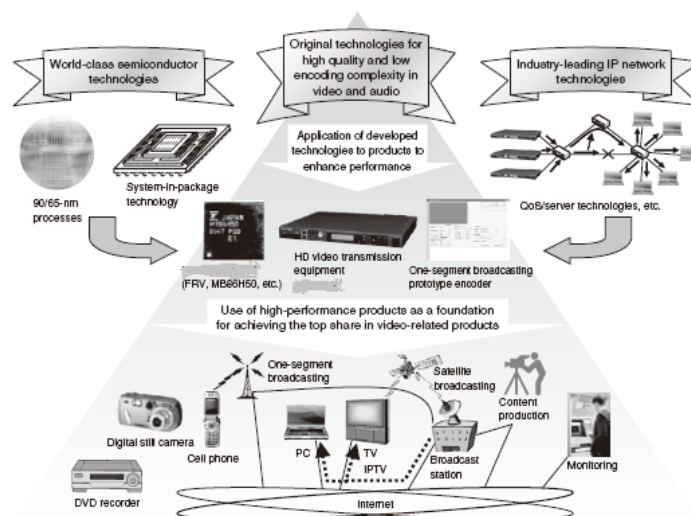 World-class semiconductor
technologies
Original technologies for
high quality and low
encoding complexity in
video and audio
Industry-leading IP network
technologies
Application of developed
technologies to products to
enhance performance
90/65-nm
processes
System-in-package
technology
QoS/server technologies, etc.
JAPAN
(FRV, MB86H50, etc.)
HD video transmission
equipment
One-segment broadcasting
prototype encoder
Use of high-performance products as a foundation
for achieving the top share in video-related products
One-segment
broadcasting
Satellite
broadcasting
Content
production
Digital still camera
Cell phone
PC
TV
IPTV
Broadcast
station
Monitoring
DVD recorder
Internet